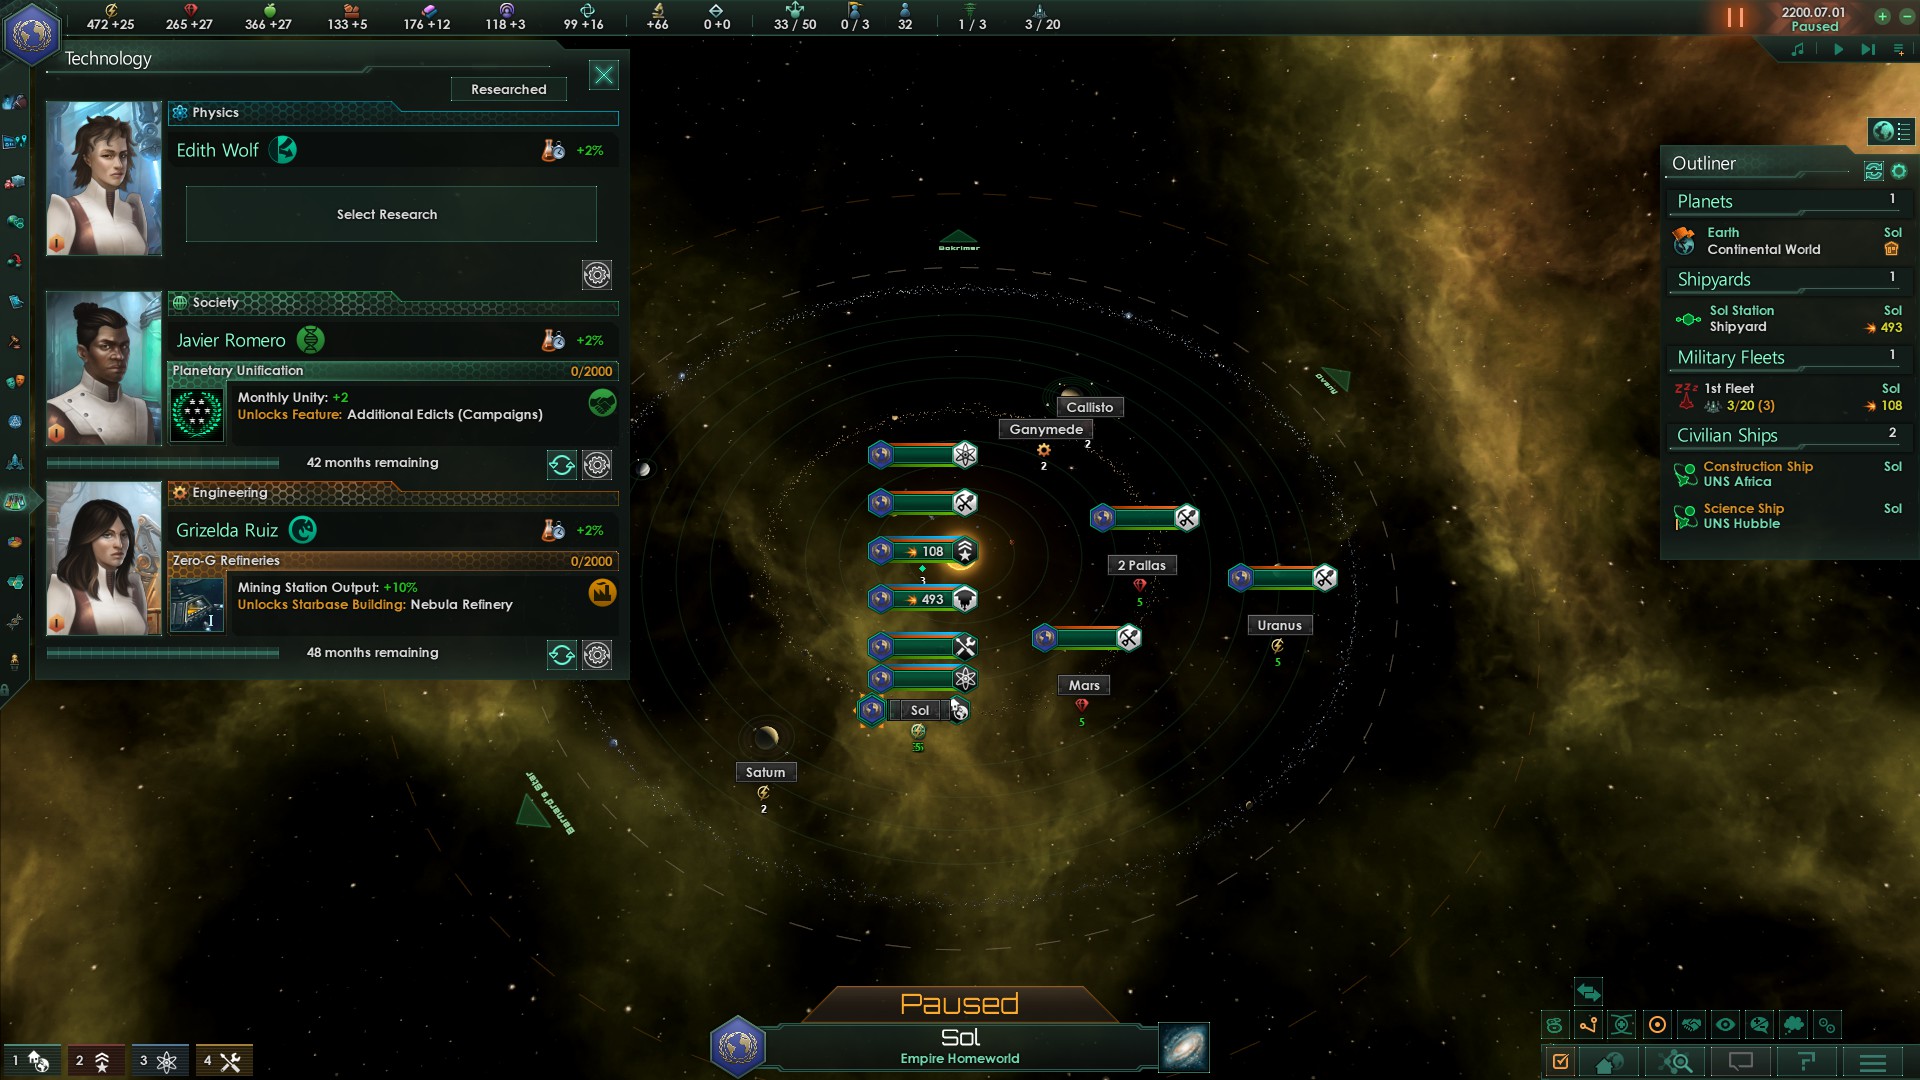 472 +25 265 +27 366 +27 133 +5 176 +12 118 +3 99 +16 +66 0 +0 33 / 50 0 / 3 32 1 / 3 3 / 20
2200.07.01
Paused
Technology
Researched
Physics
Edith Wolf +2%
Select Research
Society
Javier Romero +2%
Planetary Unification 0/2000
Monthly Unity: +2
Unlocks Feature: Additional Edicts (Campaigns)
42 months remaining
Engineering
Grizelda Ruiz +2%
Zero-G Refineries 0/2000
Mining Station Output: +10%
Unlocks Starbase Building: Nebula Refinery
I
48 months remaining
Outliner
Planets 1
Earth Sol
Continental World
Shipyards 1
Sol Station Sol
Shipyard 493
Military Fleets 1
zzz 1st Fleet Sol
3/20 (3) 108
Civilian Ships 2
Construction Ship Sol
UNS Africa
Science Ship Sol
UNS Hubble
Callisto
2
Ganymede
2
108
3
493
2 Pallas
5
Uranus
5
Mars
5
Sol
Saturn
2
Barnard's Star
Paused
Sol
Empire Homeworld
1 2 3 4